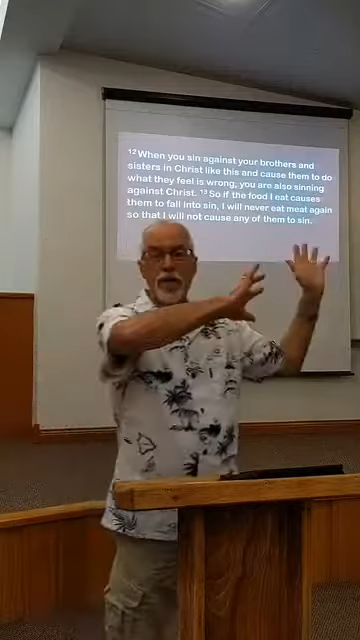 ¹² When you sin against your brothers and
sisters in Christ like this and cause them to do
what they feel is wrong, you are also sinning
against Christ. ¹³ So if the food I eat causes
them to fall into sin, I will never eat meat again
so that I will not cause any of them to sin.